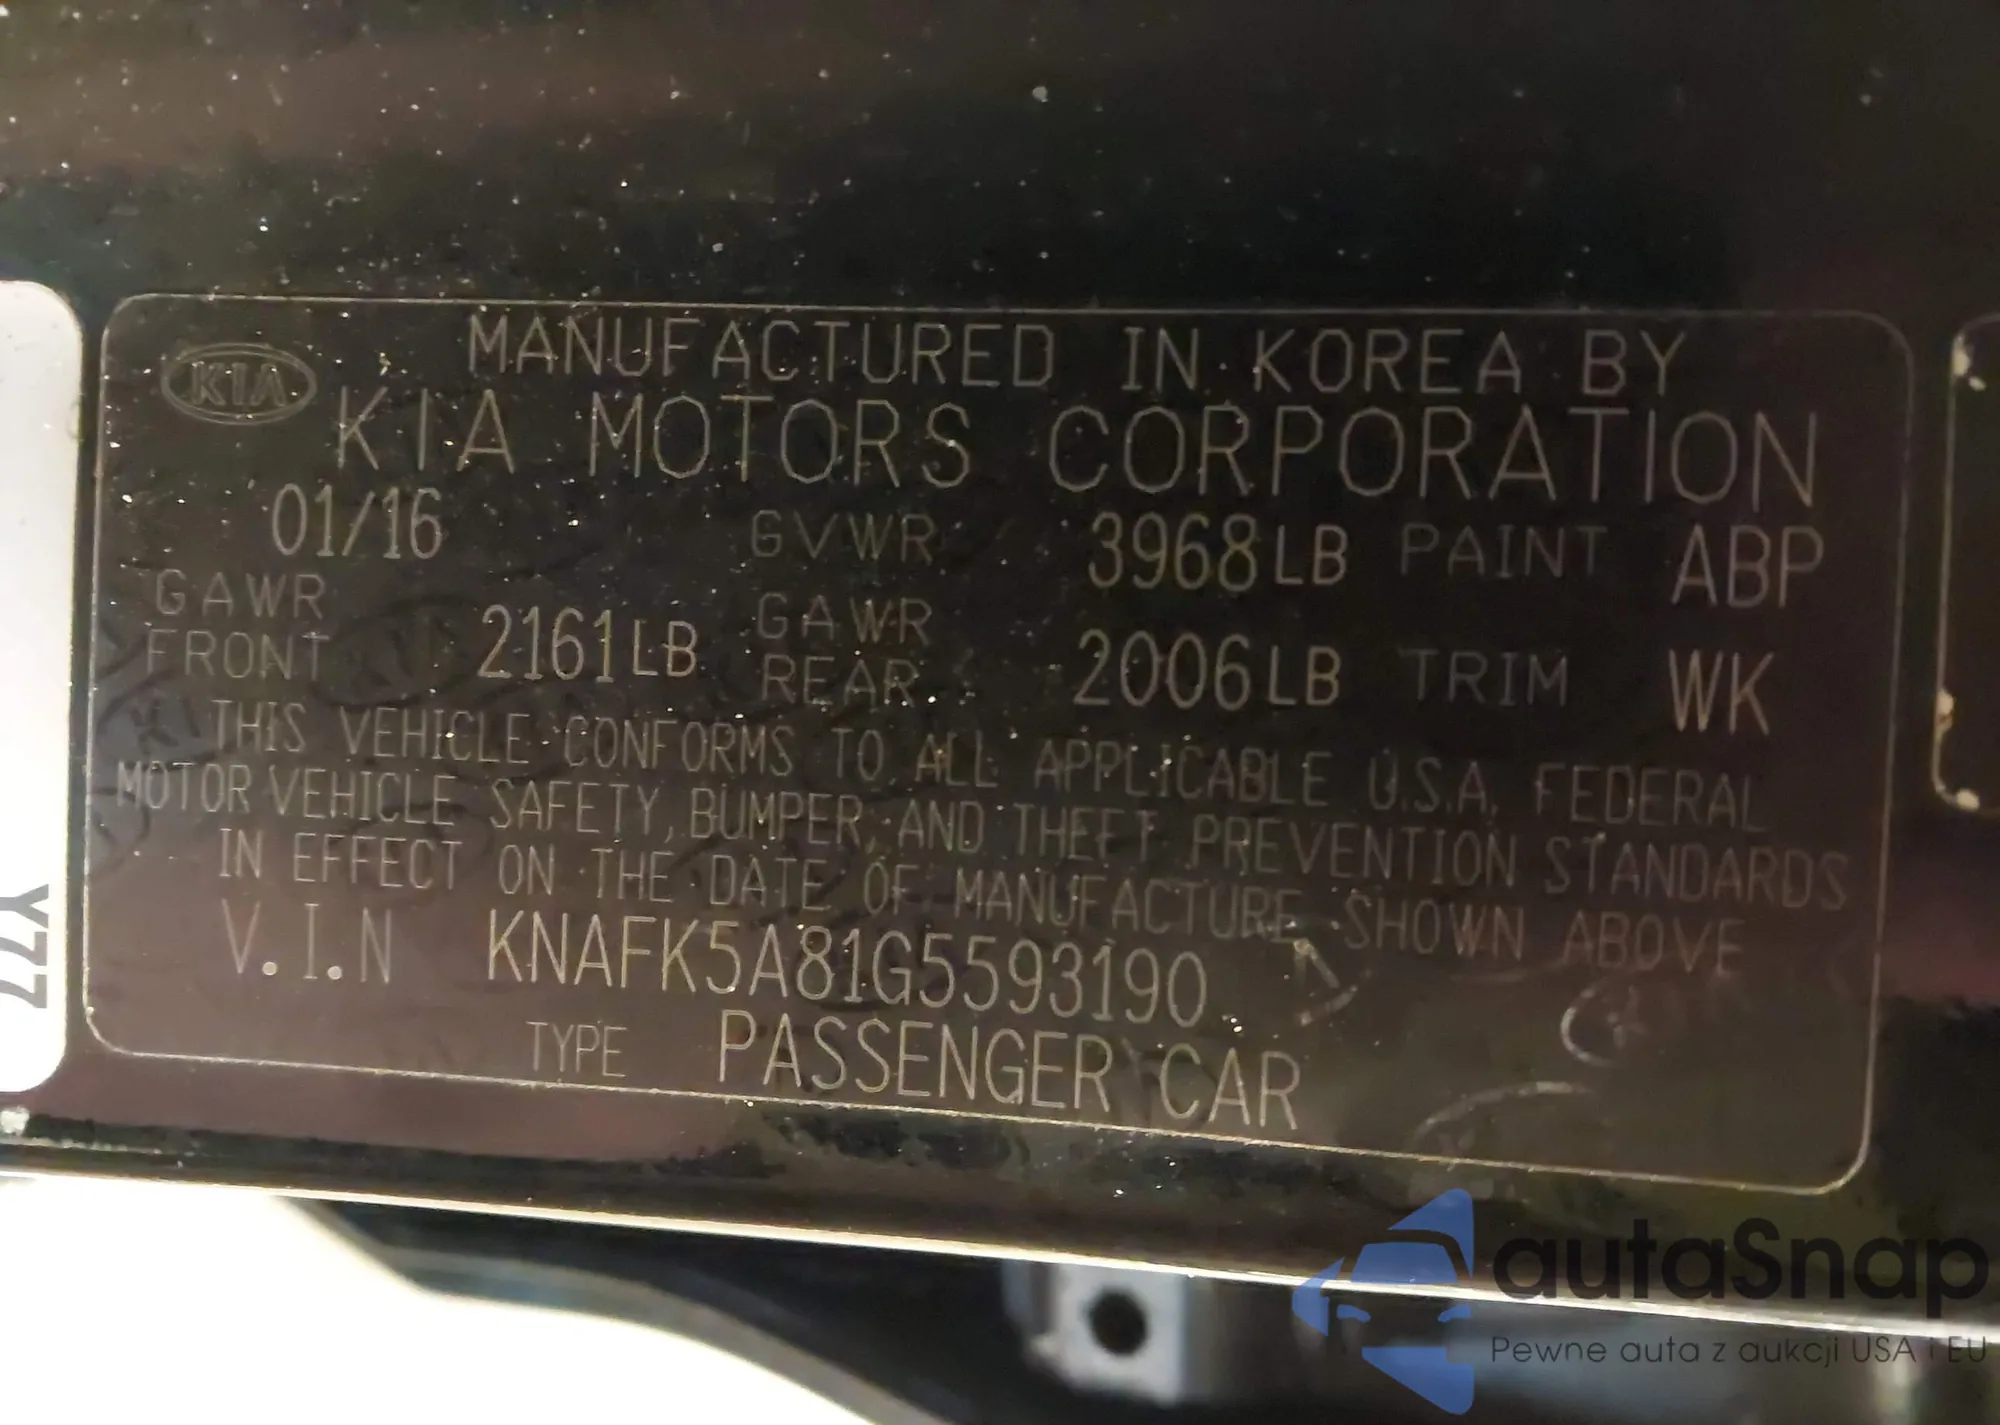 KIA
MANUFACTURED IN KOREA BY
KIA MOTORS CORPORATION
01/16 GVWR 3968LB PAINT ABP
GAWR FRONT 2161LB GAWR REAR 2006LB TRIM WK
THIS VEHICLE CONFORMS TO ALL APPLICABLE U.S.A. FEDERAL
MOTOR VEHICLE SAFETY, BUMPER, AND THEFT PREVENTION STANDARDS
IN EFFECT ON THE DATE OF MANUFACTURE SHOWN ABOVE
V.I.N KNAFK5A81G5593190
TYPE PASSENGER CAR
Y77
autaSnap
Pewne auta z aukcji USA i EU